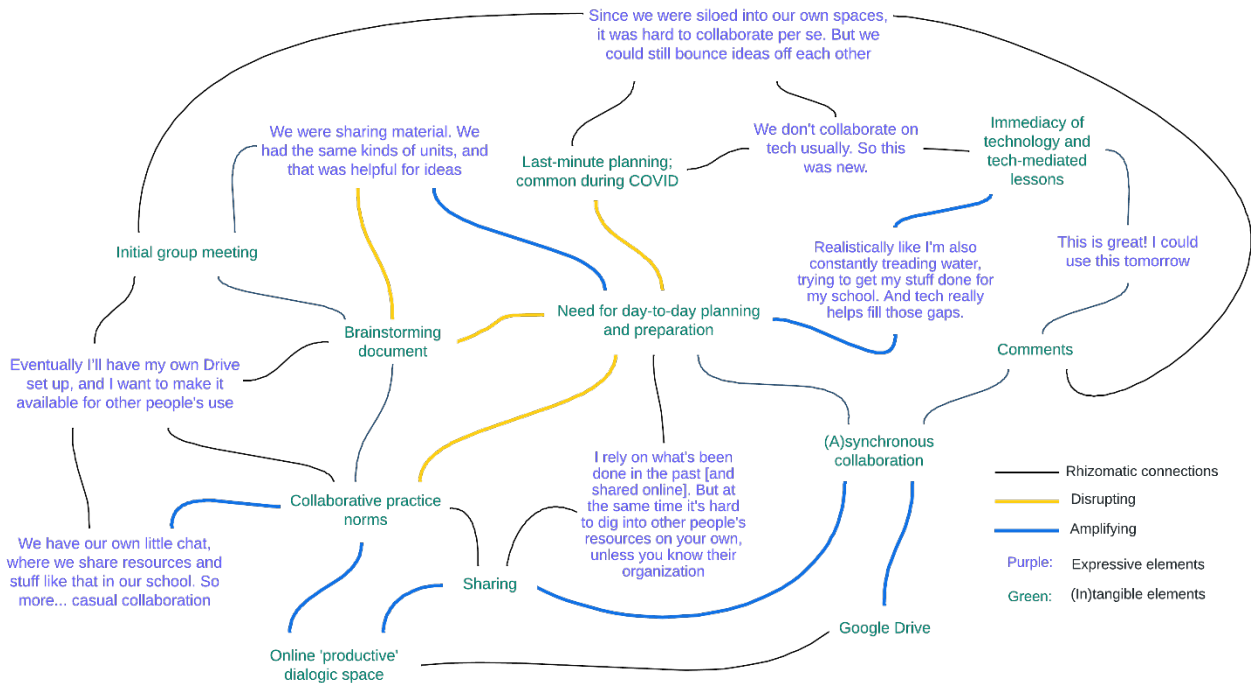 Since we were siloed into our own spaces,
it was hard to collaborate per se. But we
could still bounce ideas off each other
We were sharing material. We
had the same kinds of units, and
that was helpful for ideas
Last-minute planning;
common during COVID
We don't collaborate on
tech usually. So this
was new.
Immediacy of
technology and
tech-mediated
lessons
Initial group meeting
Realistically like I'm also
constantly treading water,
trying to get my stuff done for
my school. And tech really
helps fill those gaps.
This is great! I could
use this tomorrow
Brainstorming
document
Need for day-to-day planning
and preparation
Comments
Eventually I'll have my own Drive
set up, and I want to make it
available for other people's use
(A)synchronous
collaboration
I rely on what's been
done in the past [and
shared online]. But at
the same time it's hard
to dig into other people's
resources on your own,
unless you know their
organization
Collaborative practice
norms
We have our own little chat,
where we share resources and
stuff like that in our school. So
more... casual collaboration
Sharing
Google Drive
Online 'productive'
dialogic space
Rhizomatic connections
Disrupting
Amplifying
Purple: Expressive elements
Green: (In)tangible elements